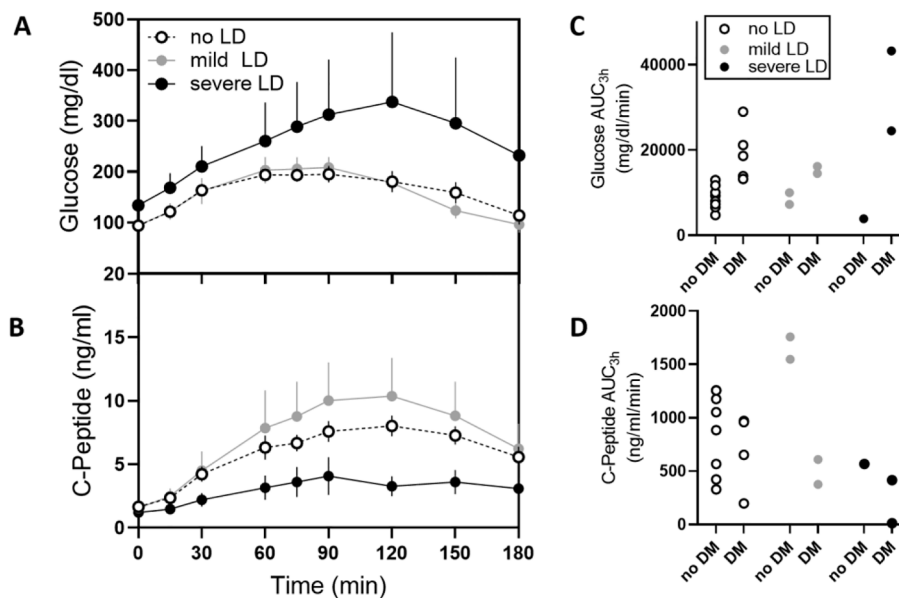 A
500
400
300
200
100
Glucose (mg/dl)
no LD
mild LD
severe LD
B
20
15
10
5
0
C-Peptide (ng/ml)
0 30 60 90 120 150 180
Time (min)
C
no LD
mild LD
severe LD
40000
20000
0
Glucose AUC3h
(mg/dl/min)
no DM DM no DM DM no DM DM
D
2000
1500
1000
500
0
C-Peptide AUC3h
(ng/ml/min)
no DM DM no DM DM no DM DM